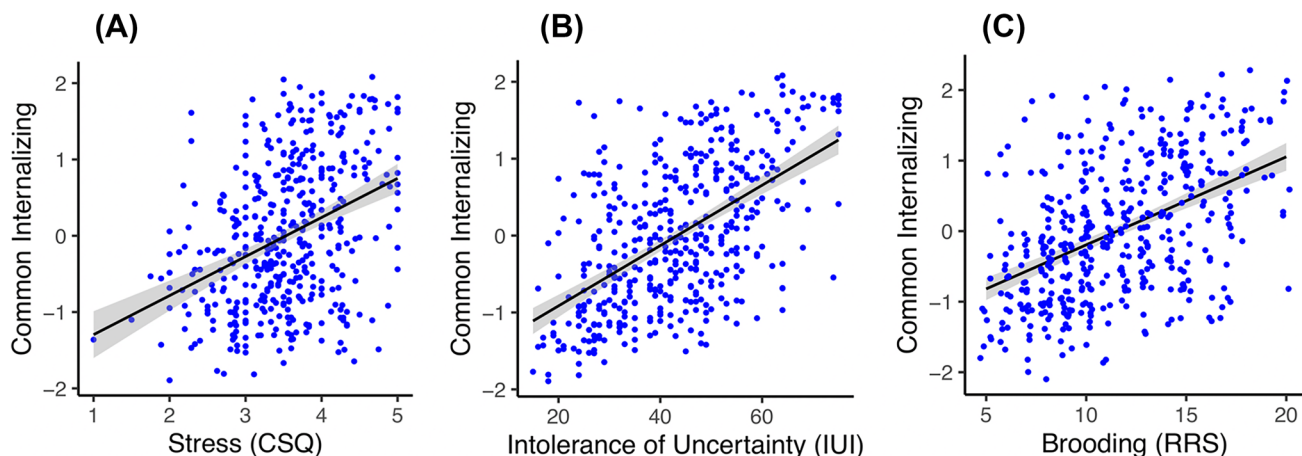 (A)
Common Internalizing
2
1
0
−1
−2
1 2 3 4 5
Stress (CSQ)
(B)
Common Internalizing
2
1
0
−1
−2
20 40 60
Intolerance of Uncertainty (IUI)
(C)
Common Internalizing
2
1
0
−1
−2
5 10 15 20
Brooding (RRS)